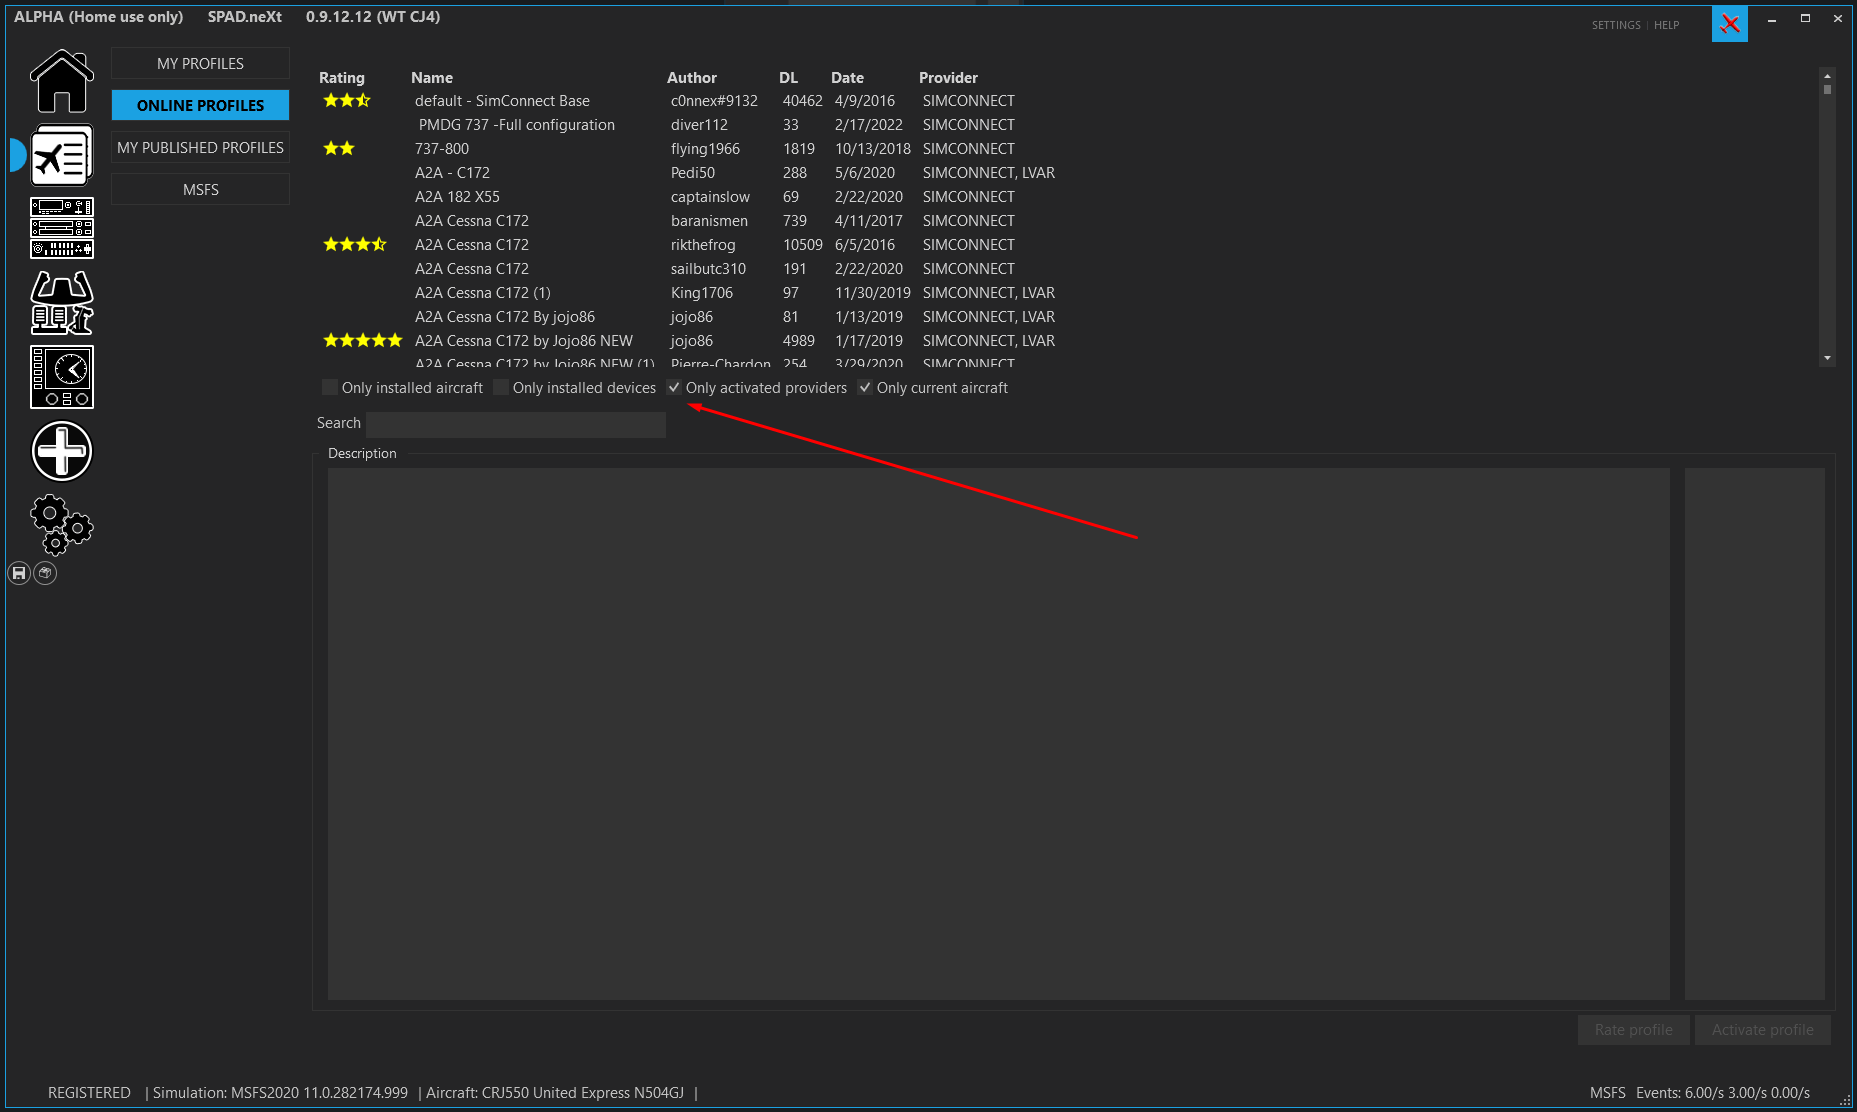 ALPHA (Home use only) SPAD.neXt 0.9.12.12 (WT CJ4)
SETTINGS | HELP
MY PROFILES
ONLINE PROFILES
MY PUBLISHED PROFILES
MSFS
Rating Name Author DL Date Provider
default - SimConnect Base c0nnex#9132 40462 4/9/2016 SIMCONNECT
PMDG 737 -Full configuration diver112 33 2/17/2022 SIMCONNECT
737-800 flying1966 1819 10/13/2018 SIMCONNECT
A2A - C172 Pedi50 288 5/6/2020 SIMCONNECT, LVAR
A2A 182 X55 captainslow 69 2/22/2020 SIMCONNECT
A2A Cessna C172 baranismen 739 4/11/2017 SIMCONNECT
A2A Cessna C172 rikthefrog 10509 6/5/2016 SIMCONNECT
A2A Cessna C172 sailbutc310 191 2/22/2020 SIMCONNECT
A2A Cessna C172 (1) King1706 97 11/30/2019 SIMCONNECT, LVAR
A2A Cessna C172 By jojo86 jojo86 81 1/13/2019 SIMCONNECT, LVAR
A2A Cessna C172 by Jojo86 NEW jojo86 4989 1/17/2019 SIMCONNECT, LVAR
A2A Cessna C172 by Jojo86 NEW (1) Pierre-Chardon 254 3/29/2020 SIMCONNECT
Only installed aircraft Only installed devices Only activated providers Only current aircraft
Search
Description
Rate profile Activate profile
REGISTERED | Simulation: MSFS2020 11.0.282174.999 | Aircraft: CRJ550 United Express N504GJ |
MSFS Events: 6.00/s 3.00/s 0.00/s